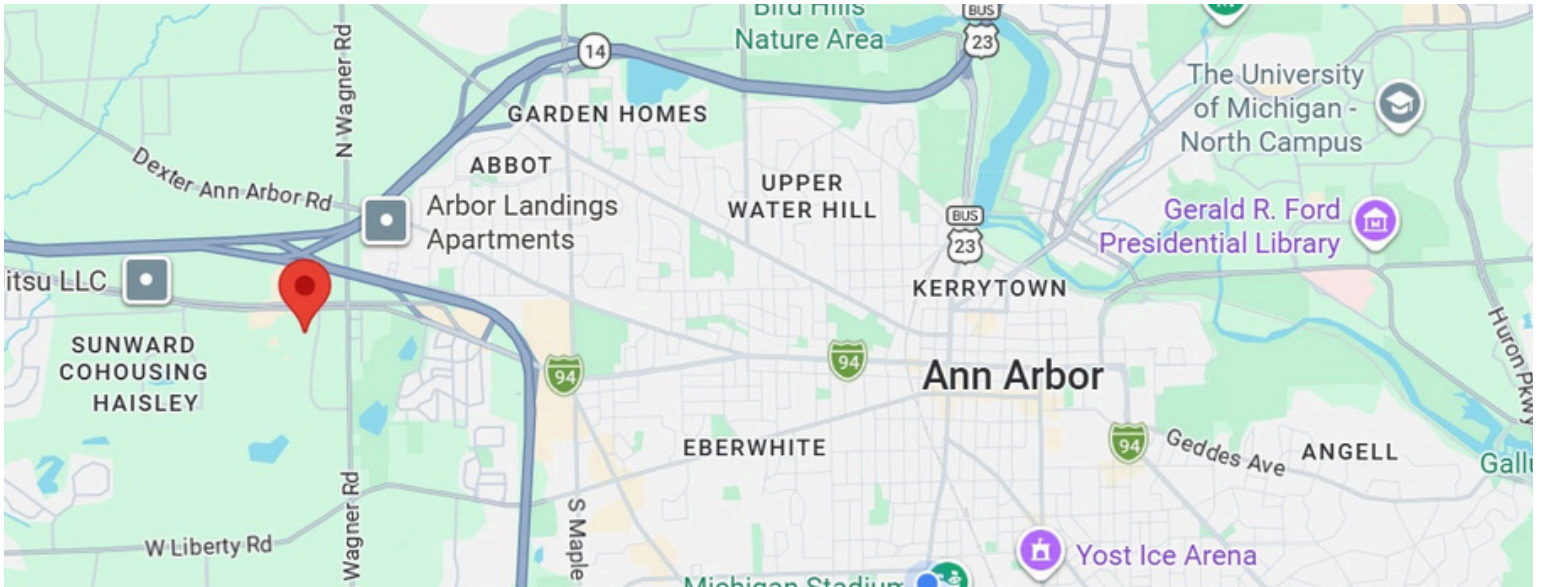 Bird Hills
Nature Area
BUS
23
14
N Wagner Rd
The University
of Michigan -
North Campus
GARDEN HOMES
ABBOT
Dexter Ann Arbor Rd
UPPER
WATER HILL
Arbor Landings
Apartments
BUS
23
Gerald R. Ford
Presidential Library
itsu LLC
KERRYTOWN
SUNWARD
COHOUSING
HAISLEY
94
94
Ann Arbor
Huron Pkwy
EBERWHITE
94
Geddes Ave
ANGELL
Gallu
W Liberty Rd
Wagner Rd
S Maple
Yost Ice Arena
Michigan Stadium